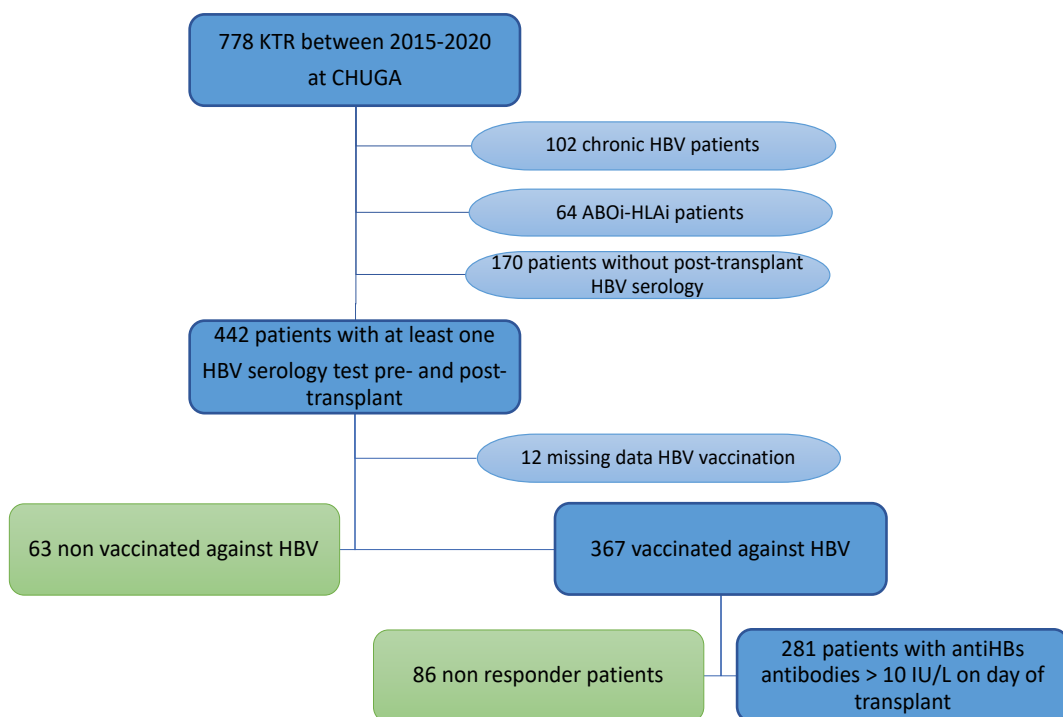 778 KTR between 2015-2020
at CHUGA
102 chronic HBV patients
64 ABOi-HLAi patients
170 patients without post-transplant
HBV serology
442 patients with at least one
HBV serology test pre- and post-
transplant
12 missing data HBV vaccination
63 non vaccinated against HBV
367 vaccinated against HBV
86 non responder patients
281 patients with antiHBs
antibodies > 10 IU/L on day of
transplant